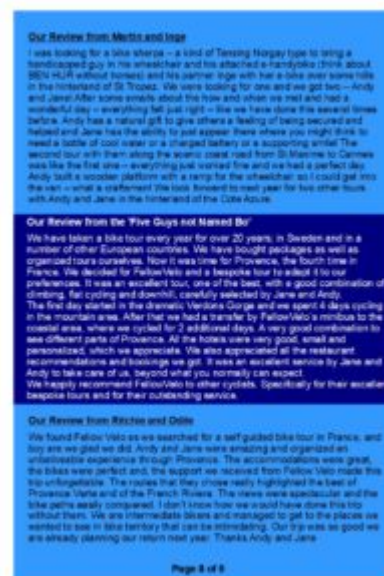 Our Review from Martin and Inge
I was looking for a bike sherpa – a kind of Tensing Norgay type to bring a
handicapped guy in his wheelchair and his attached e-handybike (think about
BEN HUR without horses) and his partner Inge with her e-bike over some hills
in the hinterland of St Tropez. We were looking for one and we got two – Andy
and Jane! After some emails about the how and when we met and had a
wonderful day – everything felt just right – like we have done this several times
before. Andy has a natural gift to give others a feeling of being secured and
helped and Jane has the ability to just appear there where you might think to
need a bottle of cool water or a charged battery or a supporting smile! The
second tour with them along the scenic coast road from St Maxime to Cannes
was like the first one – everything just worked fine and we had a perfect day.
Andy built a wooden platform with a ramp for the wheelchair so I could get into
the van – what a craftsmen! We look forward to next year for two other tours
with Andy and Jane in the hinterland of the Cote Azure.
Our Review from the 'Five Guys not Named Bo'
We have taken a bike tour every year for over 20 years; in Sweden and in a
number of other European countries. We have bought packages as well as
organized tours ourselves. Now it was time for Provence, the fourth time in
France. We decided for FellowVelo and a bespoke tour to adapt it to our
preferences. It was an excellent tour, one of the best, with a good combination of
climbing, flat cycling and downhill, carefully selected by Jane and Andy.
The first day started in the dramatic Verdons Gorge and we spent 4 days cycling
in the mountain area. After that we had a transfer by FellowVelo's minibus to the
coastal area, where we cycled for 2 additional days. A very good combination to
see different parts of Provence. All the hotels were very good, small and
personalized, which we appreciate. We also appreciated all the restaurant
recommendations and bookings we got. It was an excellent service by Jane and
Andy to take care of us, beyond what you normally can expect.
We happily recommend FellowVelo to other cyclists. Specifically for their excellent
bespoke tours and for their outstanding service.
Our Review from Ritchie and Odile
We found Fellow Velo as we searched for a self guided bike tour in France, and
boy are we glad we did. Andy and Jane were amazing and organized an
unbelievable experience through Provence. The accommodations were great,
the bikes were perfect and, the support we received from Fellow Velo made this
trip unforgettable. The routes that they chose really highlighted the best of
Provence Verte and of the French Riviera. The views were spectacular and the
bike paths easily compared. I don't know how we would have done this trip
without them. We are intermediate bikers and managed to get to the places we
wanted to see in bike territory that can be intimidating. Our trip was so good we
are already planning our return next year. Thanks Andy and Jane